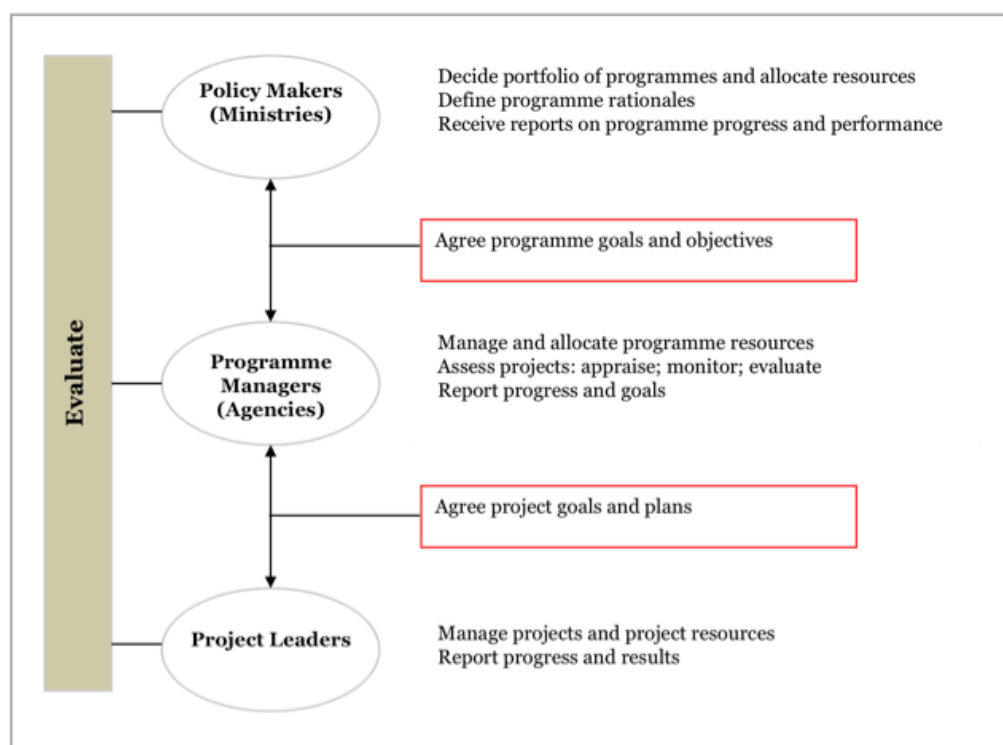 Evaluate
Policy Makers
(Ministries)
Decide portfolio of programmes and allocate resources
Define programme rationales
Receive reports on programme progress and performance
Agree programme goals and objectives
Programme
Managers
(Agencies)
Manage and allocate programme resources
Assess projects: appraise; monitor; evaluate
Report progress and goals
Agree project goals and plans
Project Leaders
Manage projects and project resources
Report progress and results